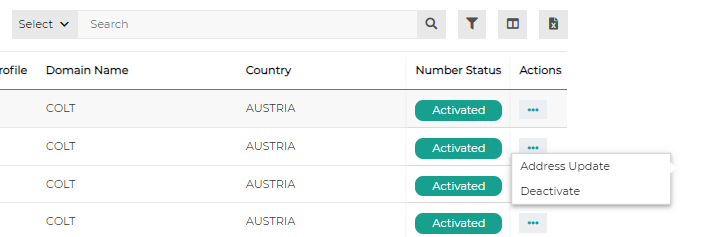 Select Search
rofile Domain Name Country Number Status Actions
COLT AUSTRIA Activated
COLT AUSTRIA Activated
Address Update
COLT AUSTRIA Activated
Deactivate
COLT AUSTRIA Activated